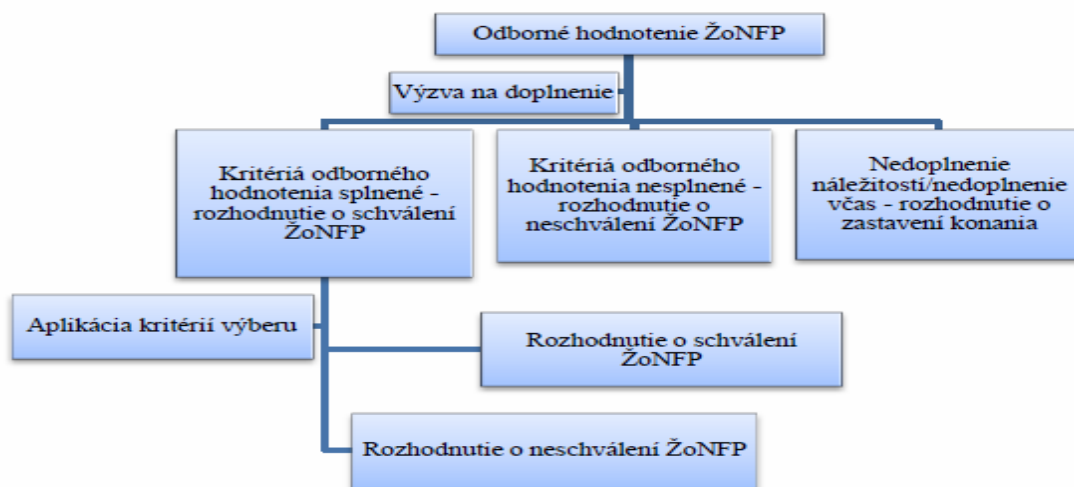 Odborné hodnotenie ŽoNFP
Výzva na doplnenie
Kritériá odborného
hodnotenia splnené -
rozhodnutie o schválení
ŽoNFP
Kritériá odborného
hodnotenia nesplnené -
rozhodnutie o
neschválení ŽoNFP
Nedoplnenie
náležitostí/nedoplnenie
včas - rozhodnutie o
zastavení konania
Aplikácia kritérií výberu
Rozhodnutie o schválení
ŽoNFP
Rozhodnutie o neschválení ŽoNFP